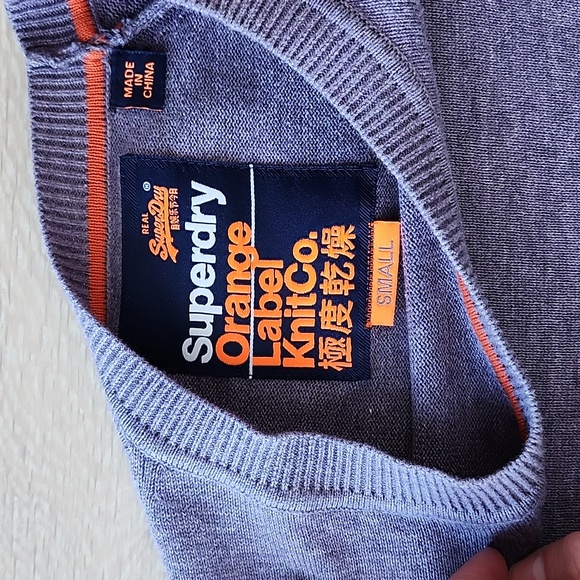 MADE
IN
CHINA
REAL
SuperDry®
Superdry
Orange
Label
KnitCo.
極度乾燥
SMALL